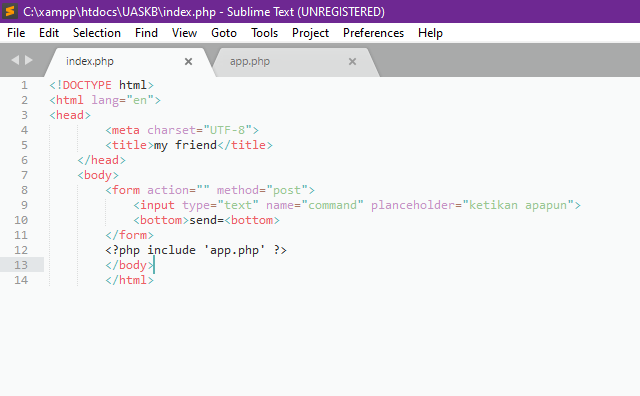 C:\xampp\htdocs\UASKB\index.php - Sublime Text (UNREGISTERED)
File Edit Selection Find View Goto Tools Project Preferences Help
index.php app.php
1 <!DOCTYPE html>
2 <html lang="en">
3 <head>
4 <meta charset="UTF-8">
5 <title>my friend</title>
6 </head>
7 <body>
8 <form action="" method="post">
9 <input type="text" name="command" planceholder="ketikan apapun">
10 <bottom>send=<bottom>
11 </form>
12 <?php include 'app.php' ?>
13 </body>
14 </html>